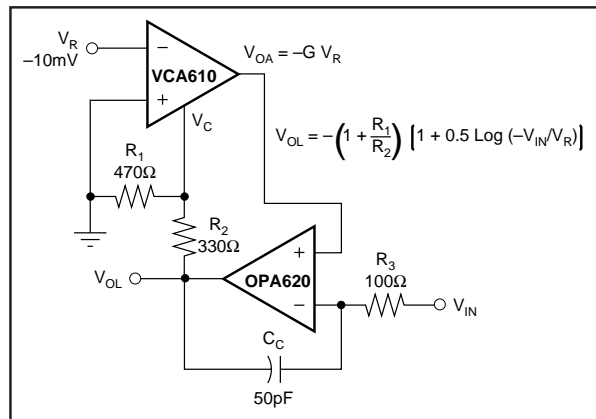 V_R
–10mV
–
VCA610
+
V_OA = –G V_R
V_C
V_OL = –(1 + R_1/R_2) [1 + 0.5 Log (–V_IN/V_R)]
R_1
470Ω
R_2
330Ω
V_OL
+
OPA620
–
R_3
100Ω
V_IN
C_C
50pF